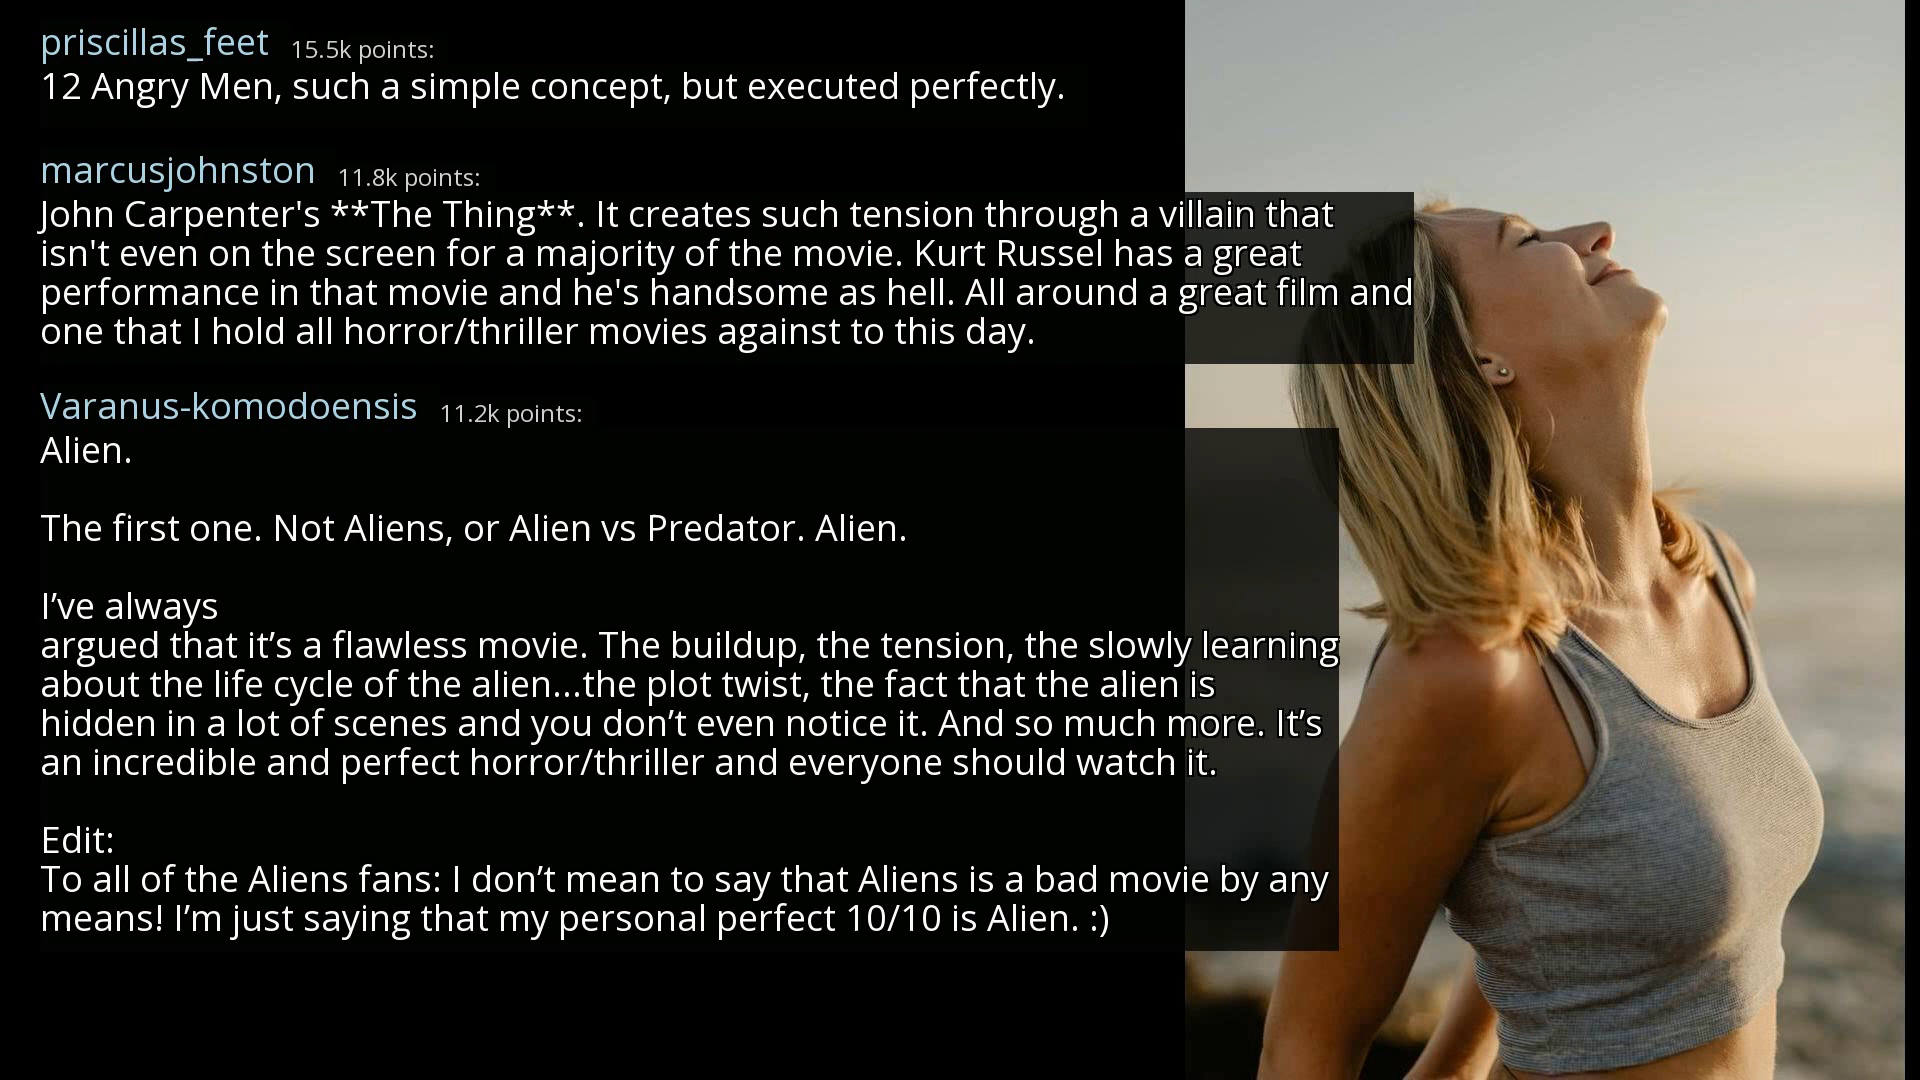 priscillas_feet 15.5k points:
12 Angry Men, such a simple concept, but executed perfectly.
marcusjohnston 11.8k points:
John Carpenter's **The Thing**. It creates such tension through a villain that
isn't even on the screen for a majority of the movie. Kurt Russel has a great
performance in that movie and he's handsome as hell. All around a great film and
one that I hold all horror/thriller movies against to this day.
Varanus-komodoensis 11.2k points:
Alien.
The first one. Not Aliens, or Alien vs Predator. Alien.
I’ve always
argued that it’s a flawless movie. The buildup, the tension, the slowly learning
about the life cycle of the alien...the plot twist, the fact that the alien is
hidden in a lot of scenes and you don’t even notice it. And so much more. It’s
an incredible and perfect horror/thriller and everyone should watch it.
Edit:
To all of the Aliens fans: I don’t mean to say that Aliens is a bad movie by any
means! I’m just saying that my personal perfect 10/10 is Alien. :)